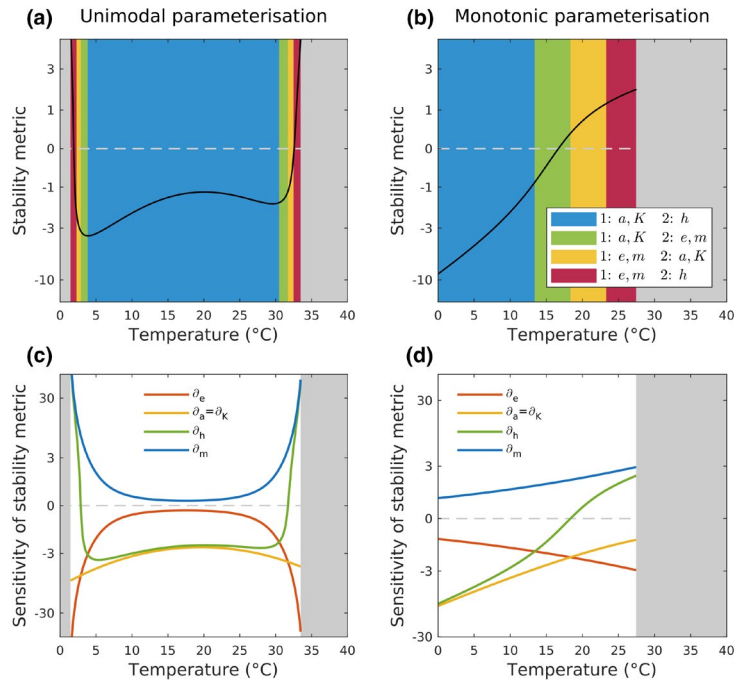 Unimodal parameterisation
Monotonic parameterisation
(a)
(b)
Stability metric
3
1
0
-1
-3
-10
0 5 10 15 20 25 30 35 40
Temperature (°C)
Stability metric
3
1
0
-1
-3
-10
1: a, K 2: h
1: a, K 2: e, m
1: e, m 2: a, K
1: e, m 2: h
0 5 10 15 20 25 30 35 40
Temperature (°C)
(c)
(d)
Sensitivity of stability metric
30
3
0
-3
-30
∂e
∂a=∂K
∂h
∂m
0 5 10 15 20 25 30 35 40
Temperature (°C)
Sensitivity of stability metric
30
3
0
-3
-30
∂e
∂a=∂K
∂h
∂m
0 5 10 15 20 25 30 35 40
Temperature (°C)